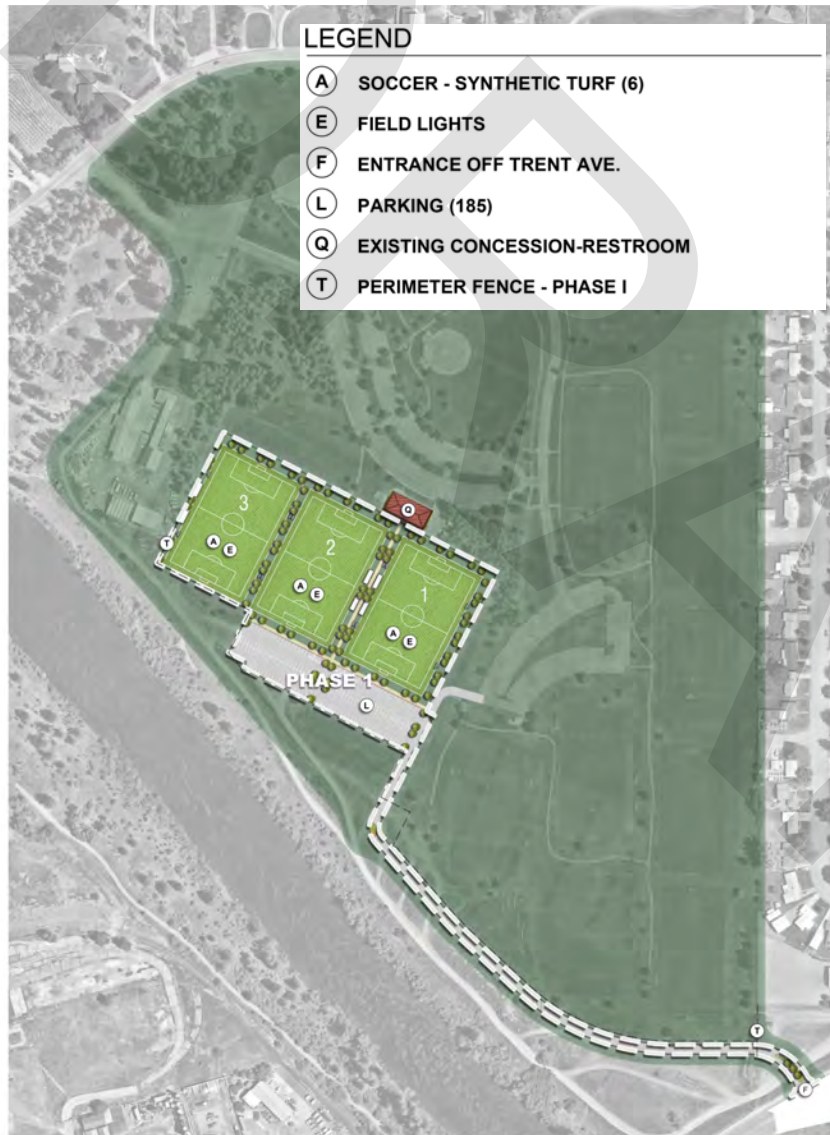 LEGEND
A SOCCER - SYNTHETIC TURF (6)
E FIELD LIGHTS
F ENTRANCE OFF TRENT AVE.
L PARKING (185)
Q EXISTING CONCESSION-RESTROOM
T PERIMETER FENCE - PHASE I
3
Q
2
T
A E
1
A E
A E
PHASE 1
L
T
F